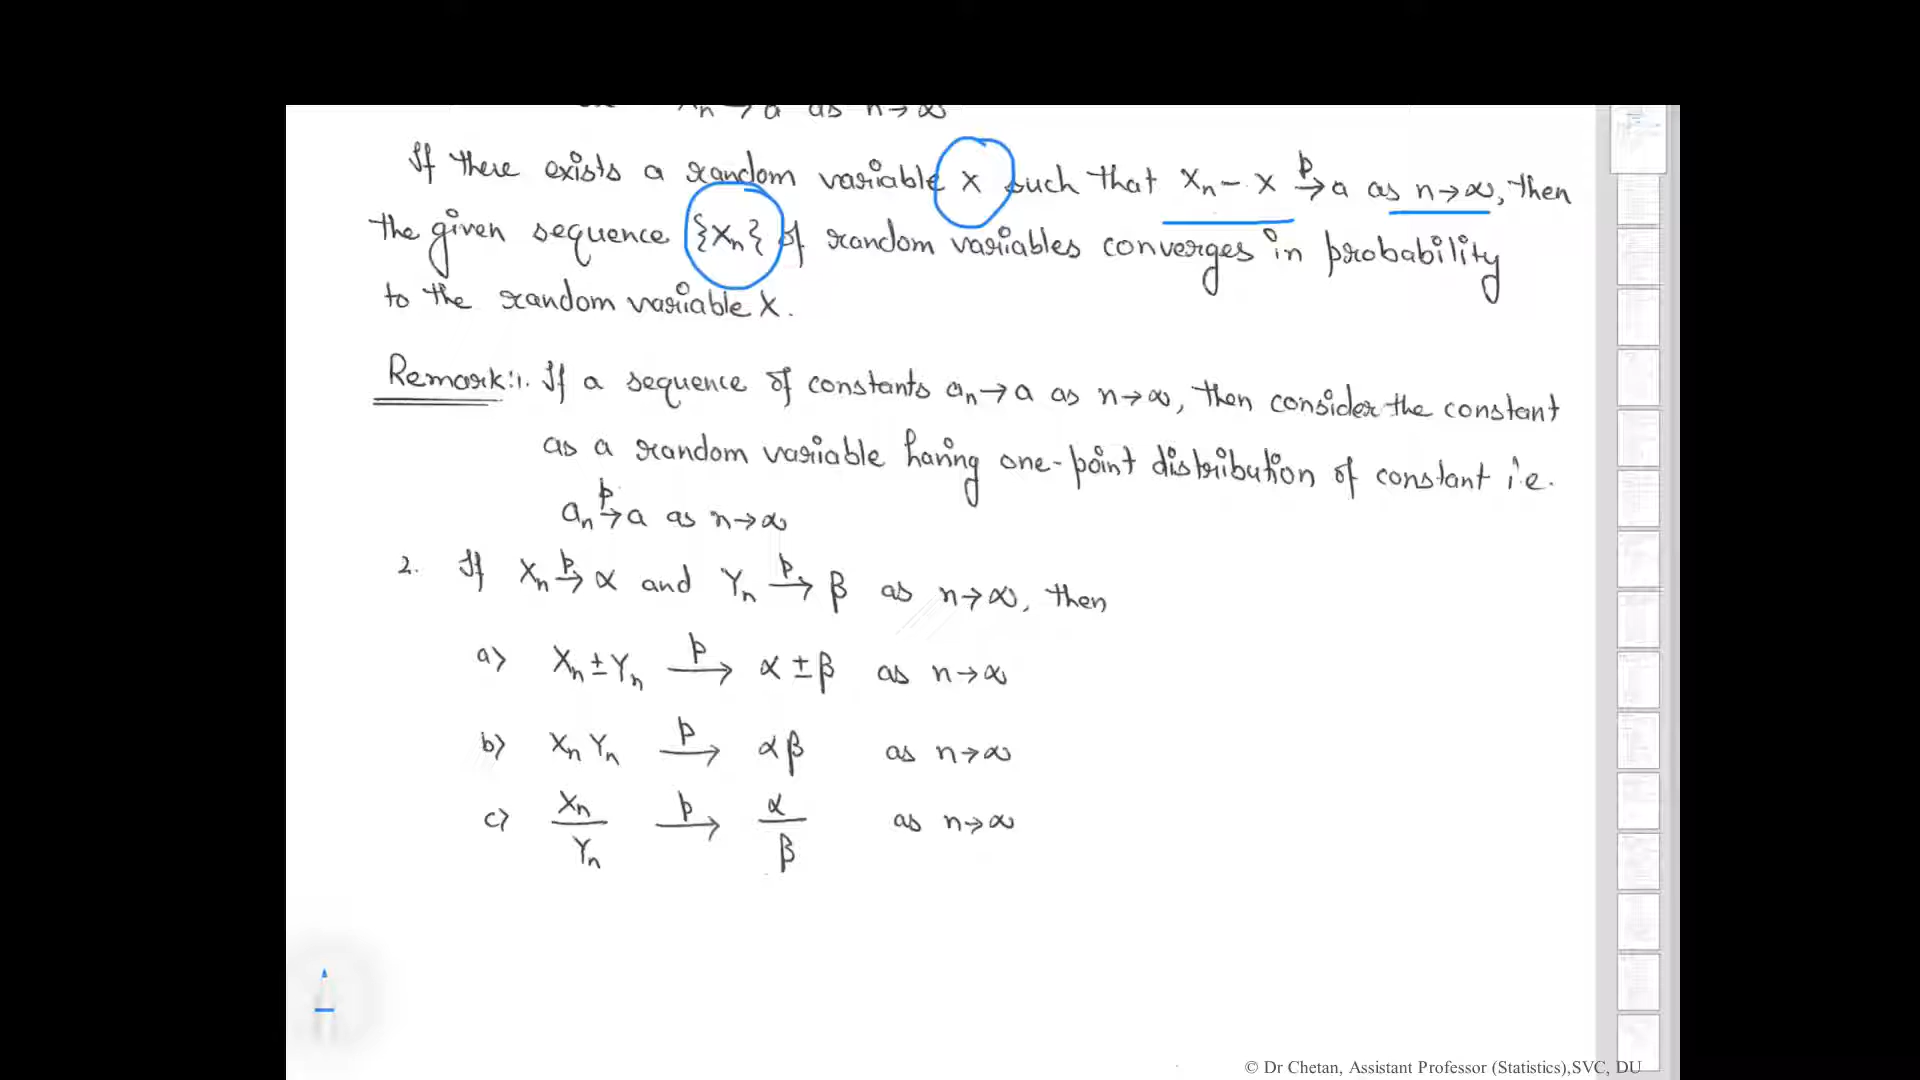 Xn → a as n→∞
If there exists a random variable X such that Xn - X →p a as n→∞, then
the given sequence {Xn} of random variables converges in probability
to the random variable X.
Remark:1. If a sequence of constants an→a as n→∞, then consider the constant
as a random variable having one-point distribution of constant i.e.
an →p a as n→∞
2. If Xn →p α and Yn →p β as n→∞, then
a) Xn ± Yn →p α ± β as n→∞
b) Xn Yn →p αβ as n→∞
c) Xn/Yn →p α/β as n→∞
© Dr Chetan, Assistant Professor (Statistics),SVC, DU